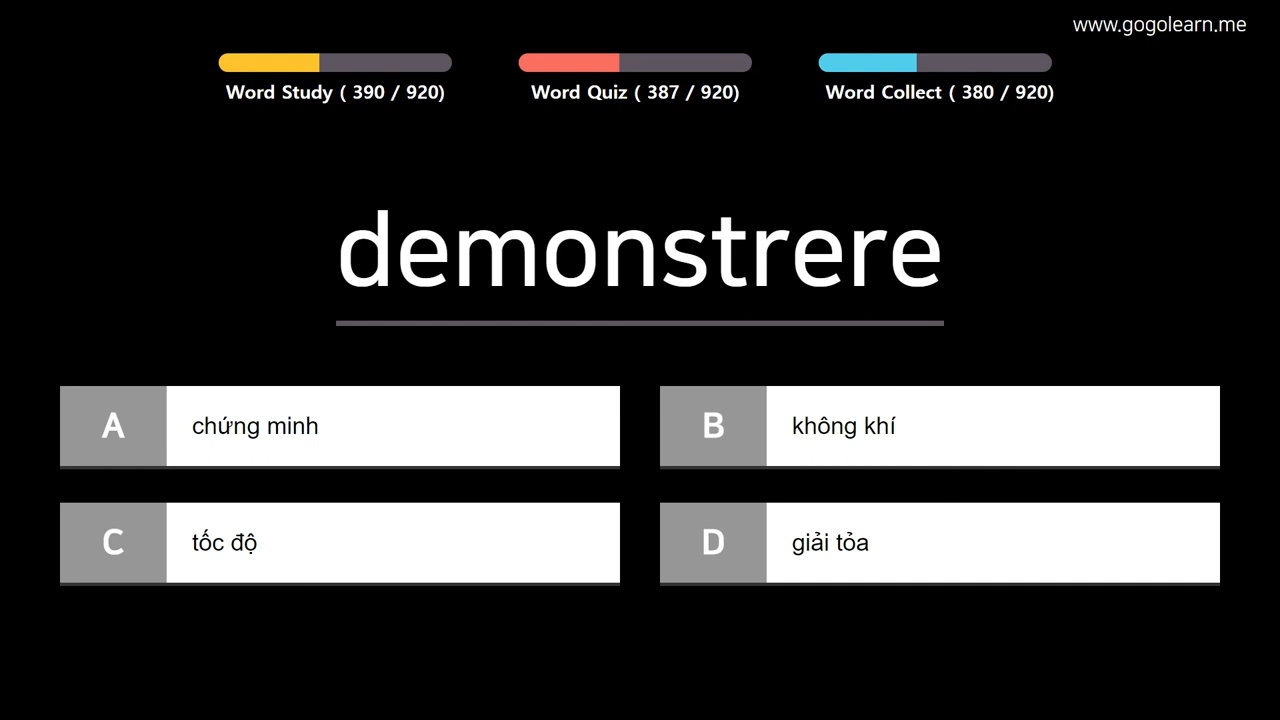 www.gogolearn.me
Word Study ( 390 / 920)
Word Quiz ( 387 / 920)
Word Collect ( 380 / 920)
demonstrere
A chứng minh
B không khí
C tốc độ
D giải tỏa